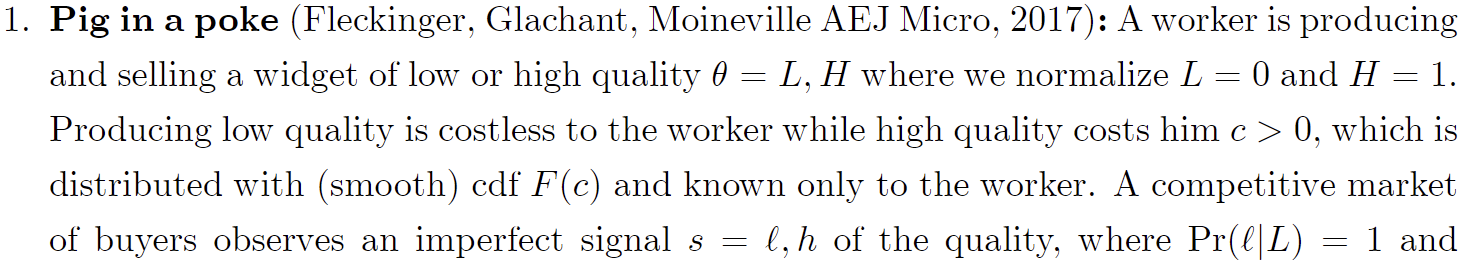 1. Pig in a poke (Fleckinger, Glachant, Moineville AEJ Micro, 2017): A worker is producing
and selling a widget of low or high quality θ = L, H where we normalize L = 0 and H = 1.
Producing low quality is costless to the worker while high quality costs him c > 0, which is
distributed with (smooth) cdf F(c) and known only to the worker. A competitive market
of buyers observes an imperfect signal s = ℓ, h of the quality, where Pr(ℓ|L) = 1 and